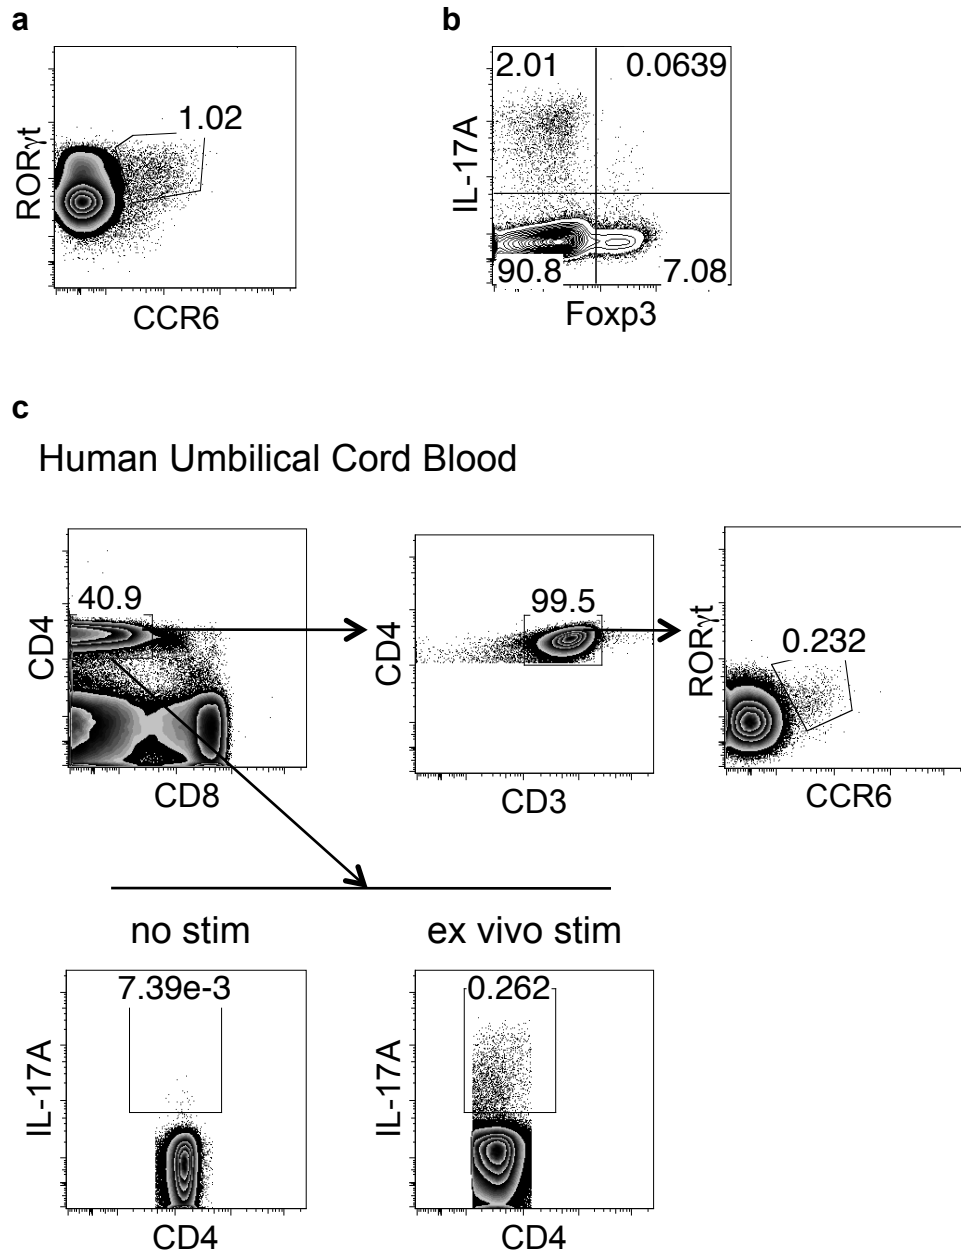 a
1.02
RORγt
CCR6
b
2.01
0.0639
IL-17A
90.8
7.08
Foxp3
c
Human Umbilical Cord Blood
40.9
CD4
CD8
99.5
CD4
CD3
0.232
RORγt
CCR6
no stim
7.39e-3
IL-17A
CD4
ex vivo stim
0.262
IL-17A
CD4